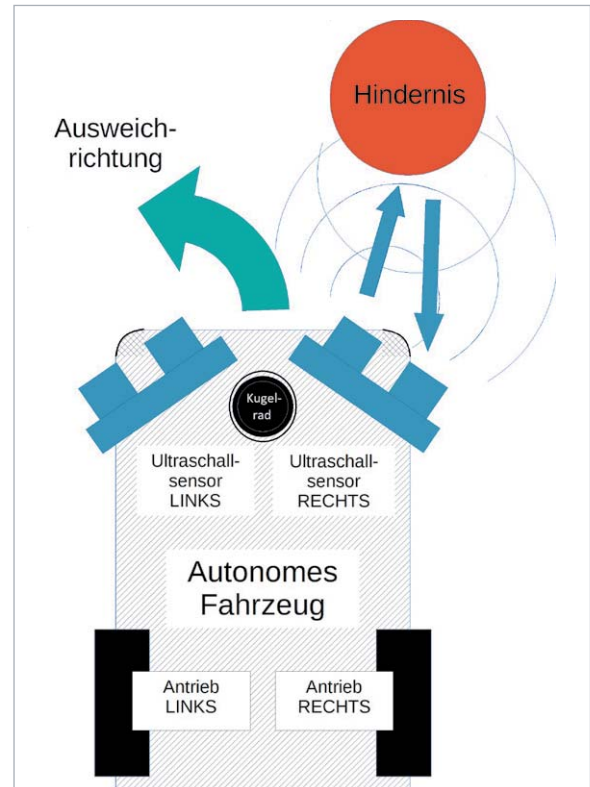 Hindernis
Ausweich-
richtung
Kugel-
rad
Ultraschall-
sensor
LINKS
Ultraschall-
sensor
RECHTS
Autonomes
Fahrzeug
Antrieb
LINKS
Antrieb
RECHTS